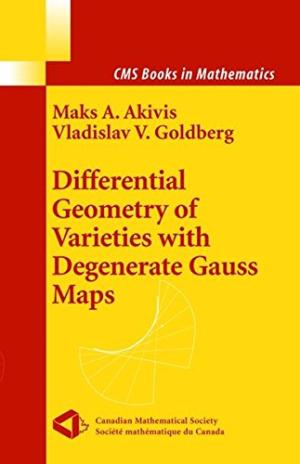 CMS Books in Mathematics
Maks A. Akivis
Vladislav V. Goldberg
Differential
Geometry of
Varieties with
Degenerate Gauss
Maps
Canadian Mathematical Society
Société mathématique du Canada